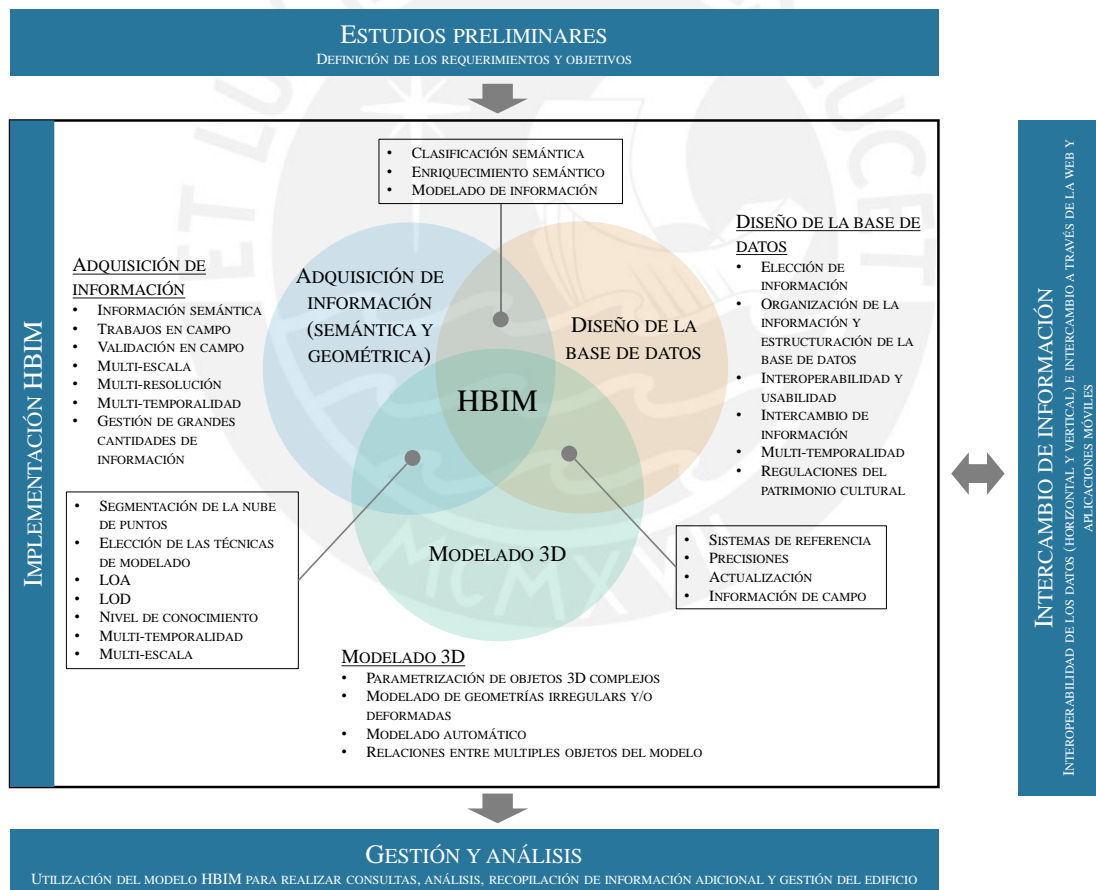 ESTUDIOS PRELIMINARES
DEFINICIÓN DE LOS REQUERIMIENTOS Y OBJETIVOS
IMPLEMENTACIÓN HBIM
• CLASIFICACIÓN SEMÁNTICA
• ENRIQUECIMIENTO SEMÁNTICO
• MODELADO DE INFORMACIÓN
ADQUISICIÓN DE
INFORMACIÓN
• INFORMACIÓN SEMÁNTICA
• TRABAJOS EN CAMPO
• VALIDACIÓN EN CAMPO
• MULTI-ESCALA
• MULTI-RESOLUCIÓN
• MULTI-TEMPORALIDAD
• GESTIÓN DE GRANDES
CANTIDADES DE
INFORMACIÓN
ADQUISICIÓN DE
INFORMACIÓN
(SEMÁNTICA Y
GEOMÉTRICA)
DISEÑO DE LA
BASE DE DATOS
HBIM
MODELADO 3D
DISEÑO DE LA BASE DE
DATOS
• ELECCIÓN DE
INFORMACIÓN
• ORGANIZACIÓN DE LA
INFORMACIÓN Y
ESTRUCTURACIÓN DE LA
BASE DE DATOS
• INTEROPERABILIDAD Y
USABILIDAD
• INTERCAMBIO DE
INFORMACIÓN
• MULTI-TEMPORALIDAD
• REGULACIONES DEL
PATRIMONIO CULTURAL
• SEGMENTACIÓN DE LA NUBE
DE PUNTOS
• ELECCIÓN DE LAS TÉCNICAS
DE MODELADO
• LOA
• LOD
• NIVEL DE CONOCIMIENTO
• MULTI-TEMPORALIDAD
• MULTI-ESCALA
• SISTEMAS DE REFERENCIA
• PRECISIONES
• ACTUALIZACIÓN
• INFORMACIÓN DE CAMPO
MODELADO 3D
• PARAMETRIZACIÓN DE OBJETOS 3D COMPLEJOS
• MODELADO DE GEOMETRÍAS IRREGULARS Y/O
DEFORMADAS
• MODELADO AUTOMÁTICO
• RELACIONES ENTRE MULTIPLES OBJETOS DEL MODELO
INTERCAMBIO DE INFORMACIÓN
INTEROPERABILIDAD DE LOS DATOS (HORIZONTAL Y VERTICAL) E INTERCAMBIO A TRAVÉS DE LA WEB Y
APLICACIONES MÓVILES
GESTIÓN Y ANÁLISIS
UTILIZACIÓN DEL MODELO HBIM PARA REALIZAR CONSULTAS, ANÁLISIS, RECOPILACIÓN DE INFORMACIÓN ADICIONAL Y GESTIÓN DEL EDIFICIO